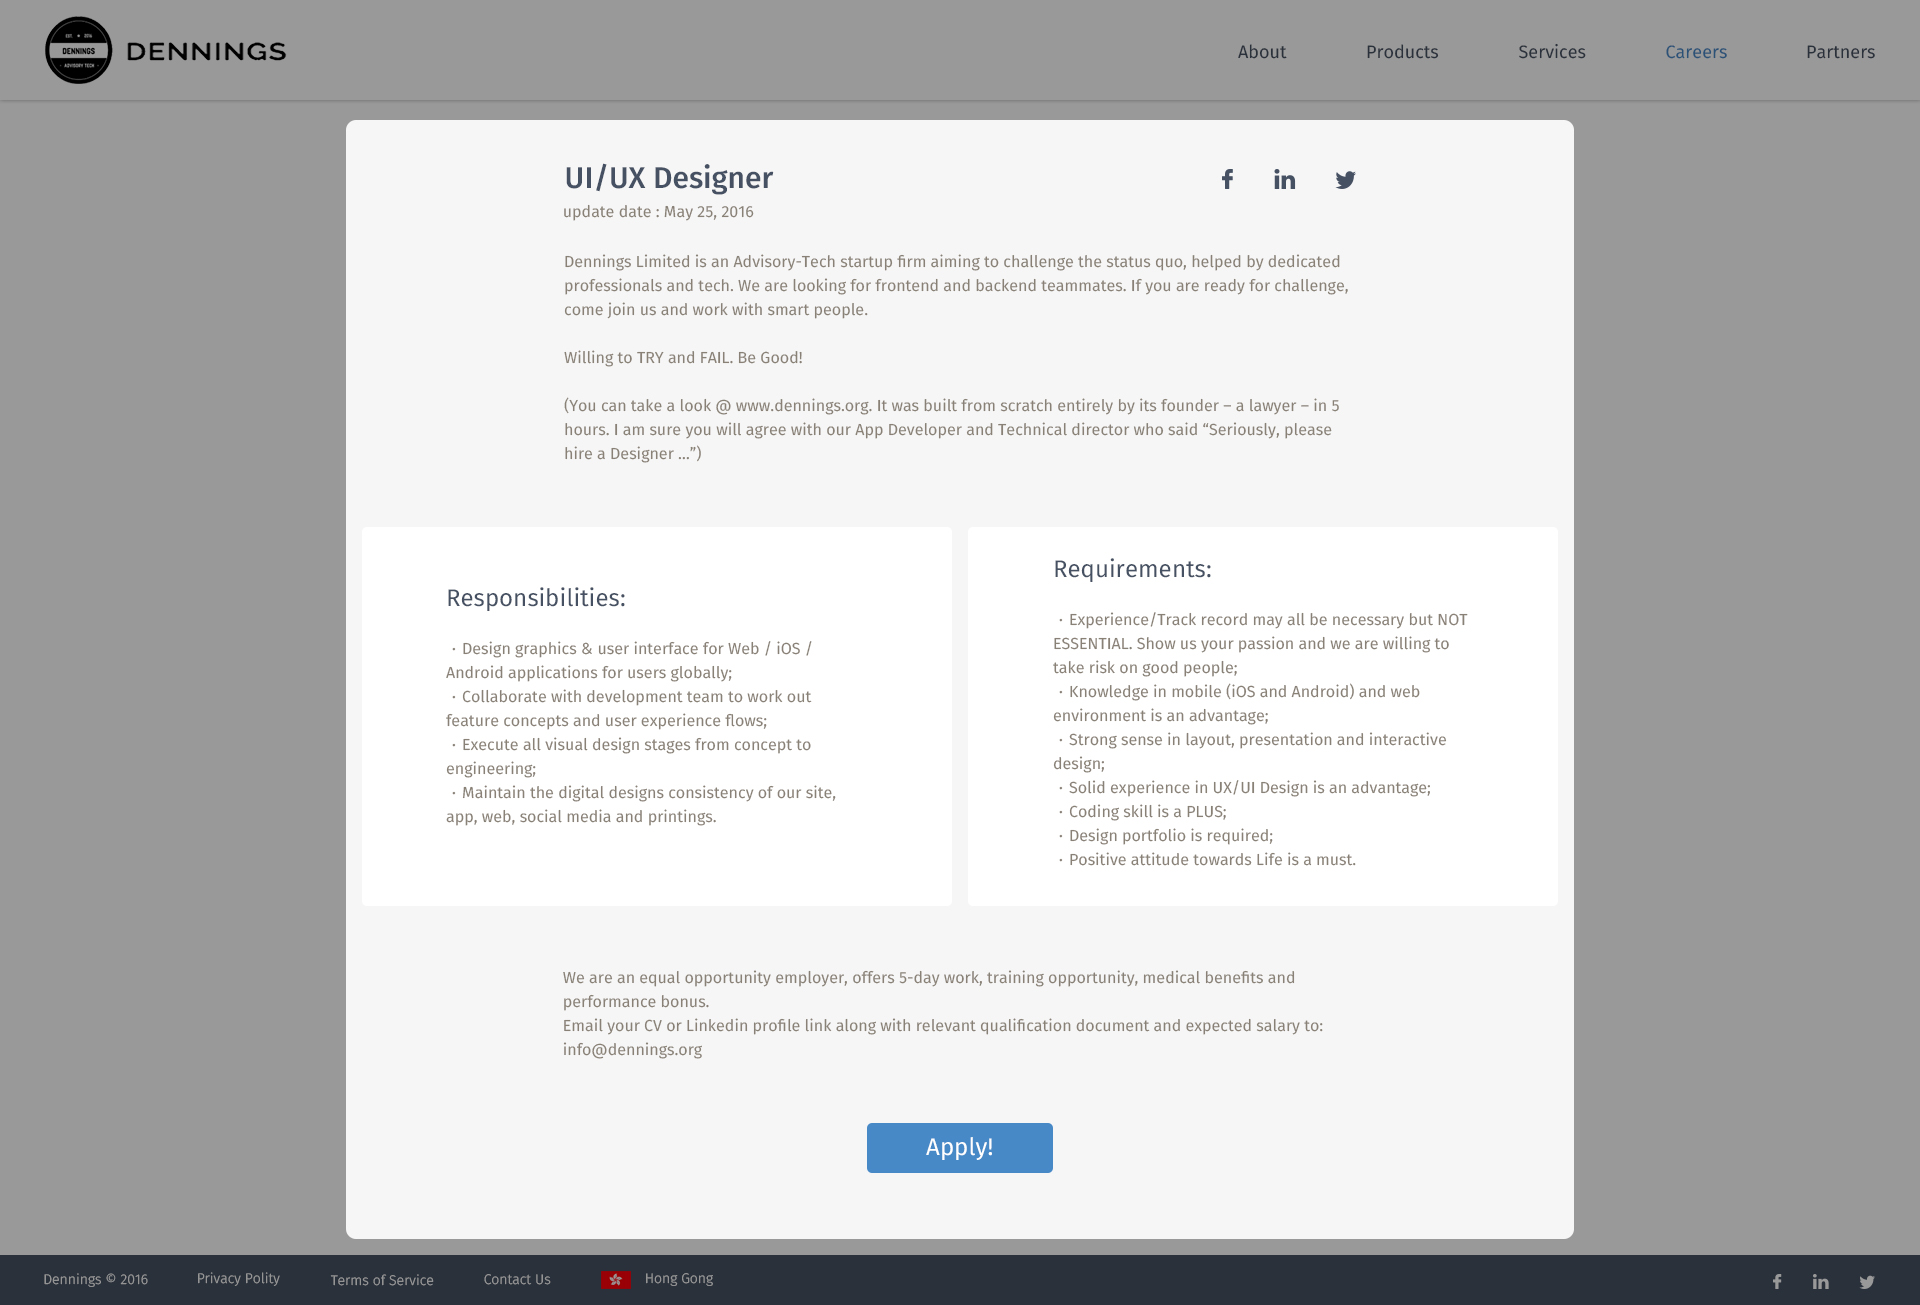 EST. ★ 2014
DENNINGS
ADVISORY TECH
DENNINGS
About
Products
Services
Careers
Partners
UI/UX Designer
update date : May 25, 2016
Dennings Limited is an Advisory-Tech startup firm aiming to challenge the status quo, helped by dedicated
professionals and tech. We are looking for frontend and backend teammates. If you are ready for challenge,
come join us and work with smart people.
Willing to TRY and FAIL. Be Good!
(You can take a look @ www.dennings.org. It was built from scratch entirely by its founder – a lawyer – in 5
hours. I am sure you will agree with our App Developer and Technical director who said “Seriously, please
hire a Designer ...”)
Responsibilities:
· Design graphics & user interface for Web / iOS /
Android applications for users globally;
· Collaborate with development team to work out
feature concepts and user experience flows;
· Execute all visual design stages from concept to
engineering;
· Maintain the digital designs consistency of our site,
app, web, social media and printings.
Requirements:
· Experience/Track record may all be necessary but NOT
ESSENTIAL. Show us your passion and we are willing to
take risk on good people;
· Knowledge in mobile (iOS and Android) and web
environment is an advantage;
· Strong sense in layout, presentation and interactive
design;
· Solid experience in UX/UI Design is an advantage;
· Coding skill is a PLUS;
· Design portfolio is required;
· Positive attitude towards Life is a must.
We are an equal opportunity employer, offers 5-day work, training opportunity, medical benefits and
performance bonus.
Email your CV or Linkedin profile link along with relevant qualification document and expected salary to:
info@dennings.org
Apply!
Dennings © 2016
Privacy Polity
Terms of Service
Contact Us
Hong Gong